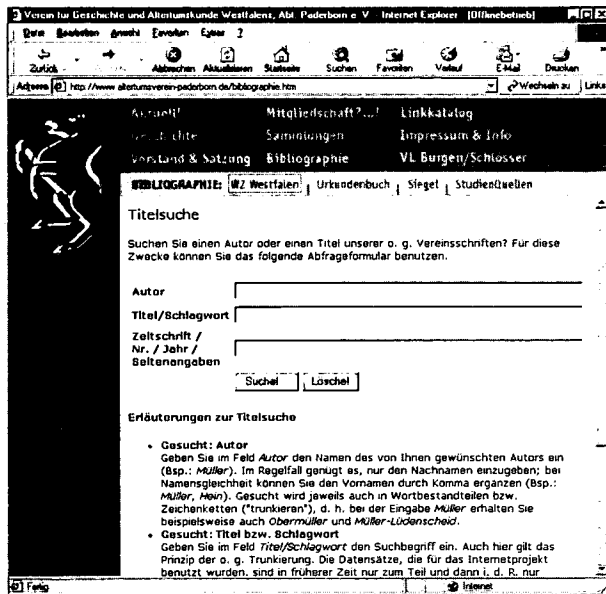 Verein fur Geschichte und Altertumskunde Westfalens, Abt. Paderborn e. V. - Internet Explorer - [Offlinebetrieb]
Datei Bearbeiten Ansicht Favoriten Extras ?
Zurück Abbrechen Aktualisieren Startseite Suchen Favoriten Verlauf E-Mail Drucken
Adresse http://www.altertumsverein-paderborn.de/bibliographie.htm Wechseln zu Links
Aktuell! Mitgliedschaft?...! Linkkatalog
Geschichte Sammlungen Impressum & Info
Vorstand & Satzung Bibliographie VL Burgen/Schlösser
BIBLIOGRAPHIE: WZ Westfalen | Urkundenbuch | Siegel | StudienQuellen
Titelsuche
Suchen Sie einen Autor oder einen Titel unserer o. g. Vereinsschriften? Für diese
Zwecke können Sie das folgende Abfrageformular benutzen.
Autor
Titel/Schlagwort
Zeitschrift /
Nr. / Jahr /
Seitenangaben
Suche! Lösche!
Erläuterungen zur Titelsuche
• Gesucht: Autor
Geben Sie im Feld Autor den Namen des von Ihnen gewünschten Autors ein
(Bsp.: Müller). Im Regelfall genügt es, nur den Nachnamen einzugeben; bei
Namensgleichheit können Sie den Vornamen durch Komma ergänzen (Bsp.:
Müller, Hein). Gesucht wird jeweils auch in Wortbestandteilen bzw.
Zeichenketten ("trunkieren"), d. h. bei der Eingabe Müller erhalten Sie
beispielsweise auch Obermüller und Müller-Lüdenscheid.
• Gesucht: Titel bzw. Schlagwort
Geben Sie im Feld Titel/Schlagwort den Suchbegriff ein. Auch hier gilt das
Prinzip der o. g. Trunkierung. Die Datensätze, die für das Internetprojekt
benutzt wurden, sind in früherer Zeit nur zum Teil und dann i. d. R. nur
Fertig Internet